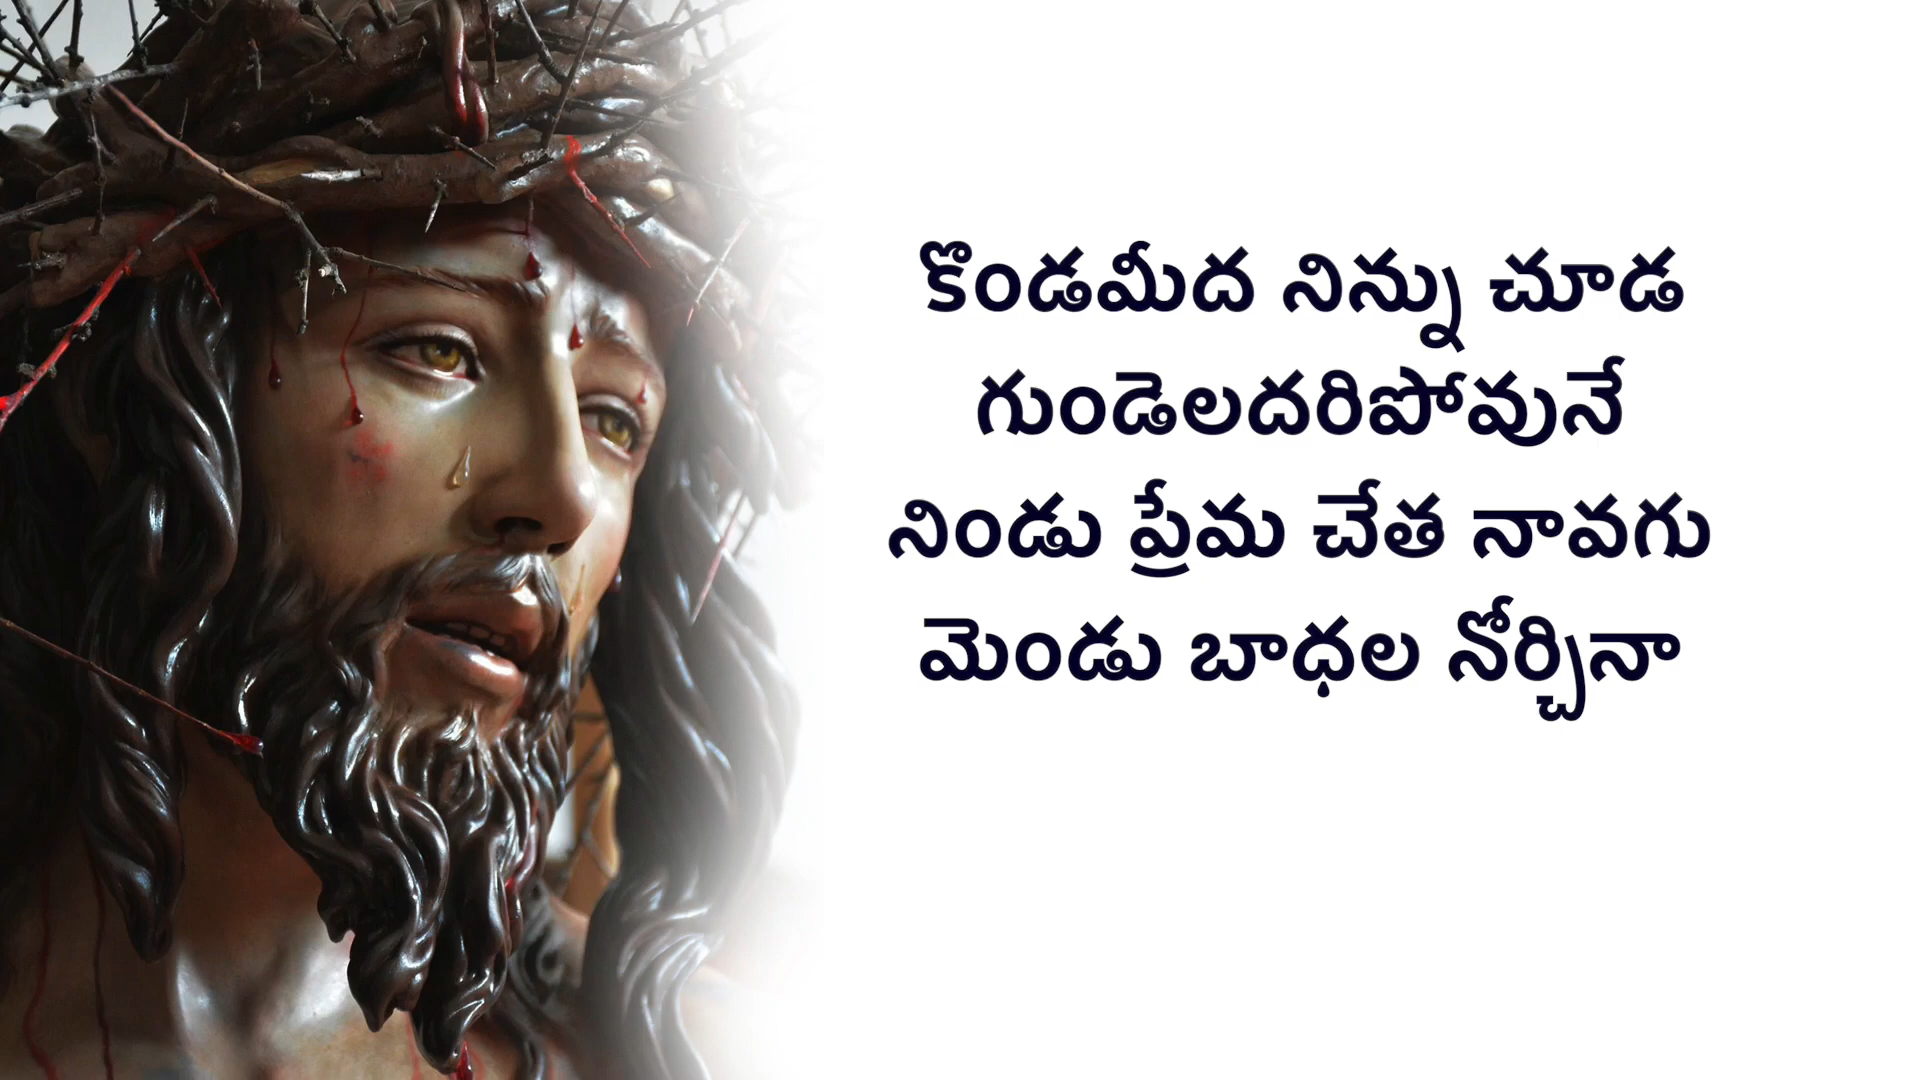 కొండమీద నిన్ను చూడ
గుండెలదరిపోవునే
నిండు ప్రేమ చేత నావగు
మెండు బాధల నోర్చినా